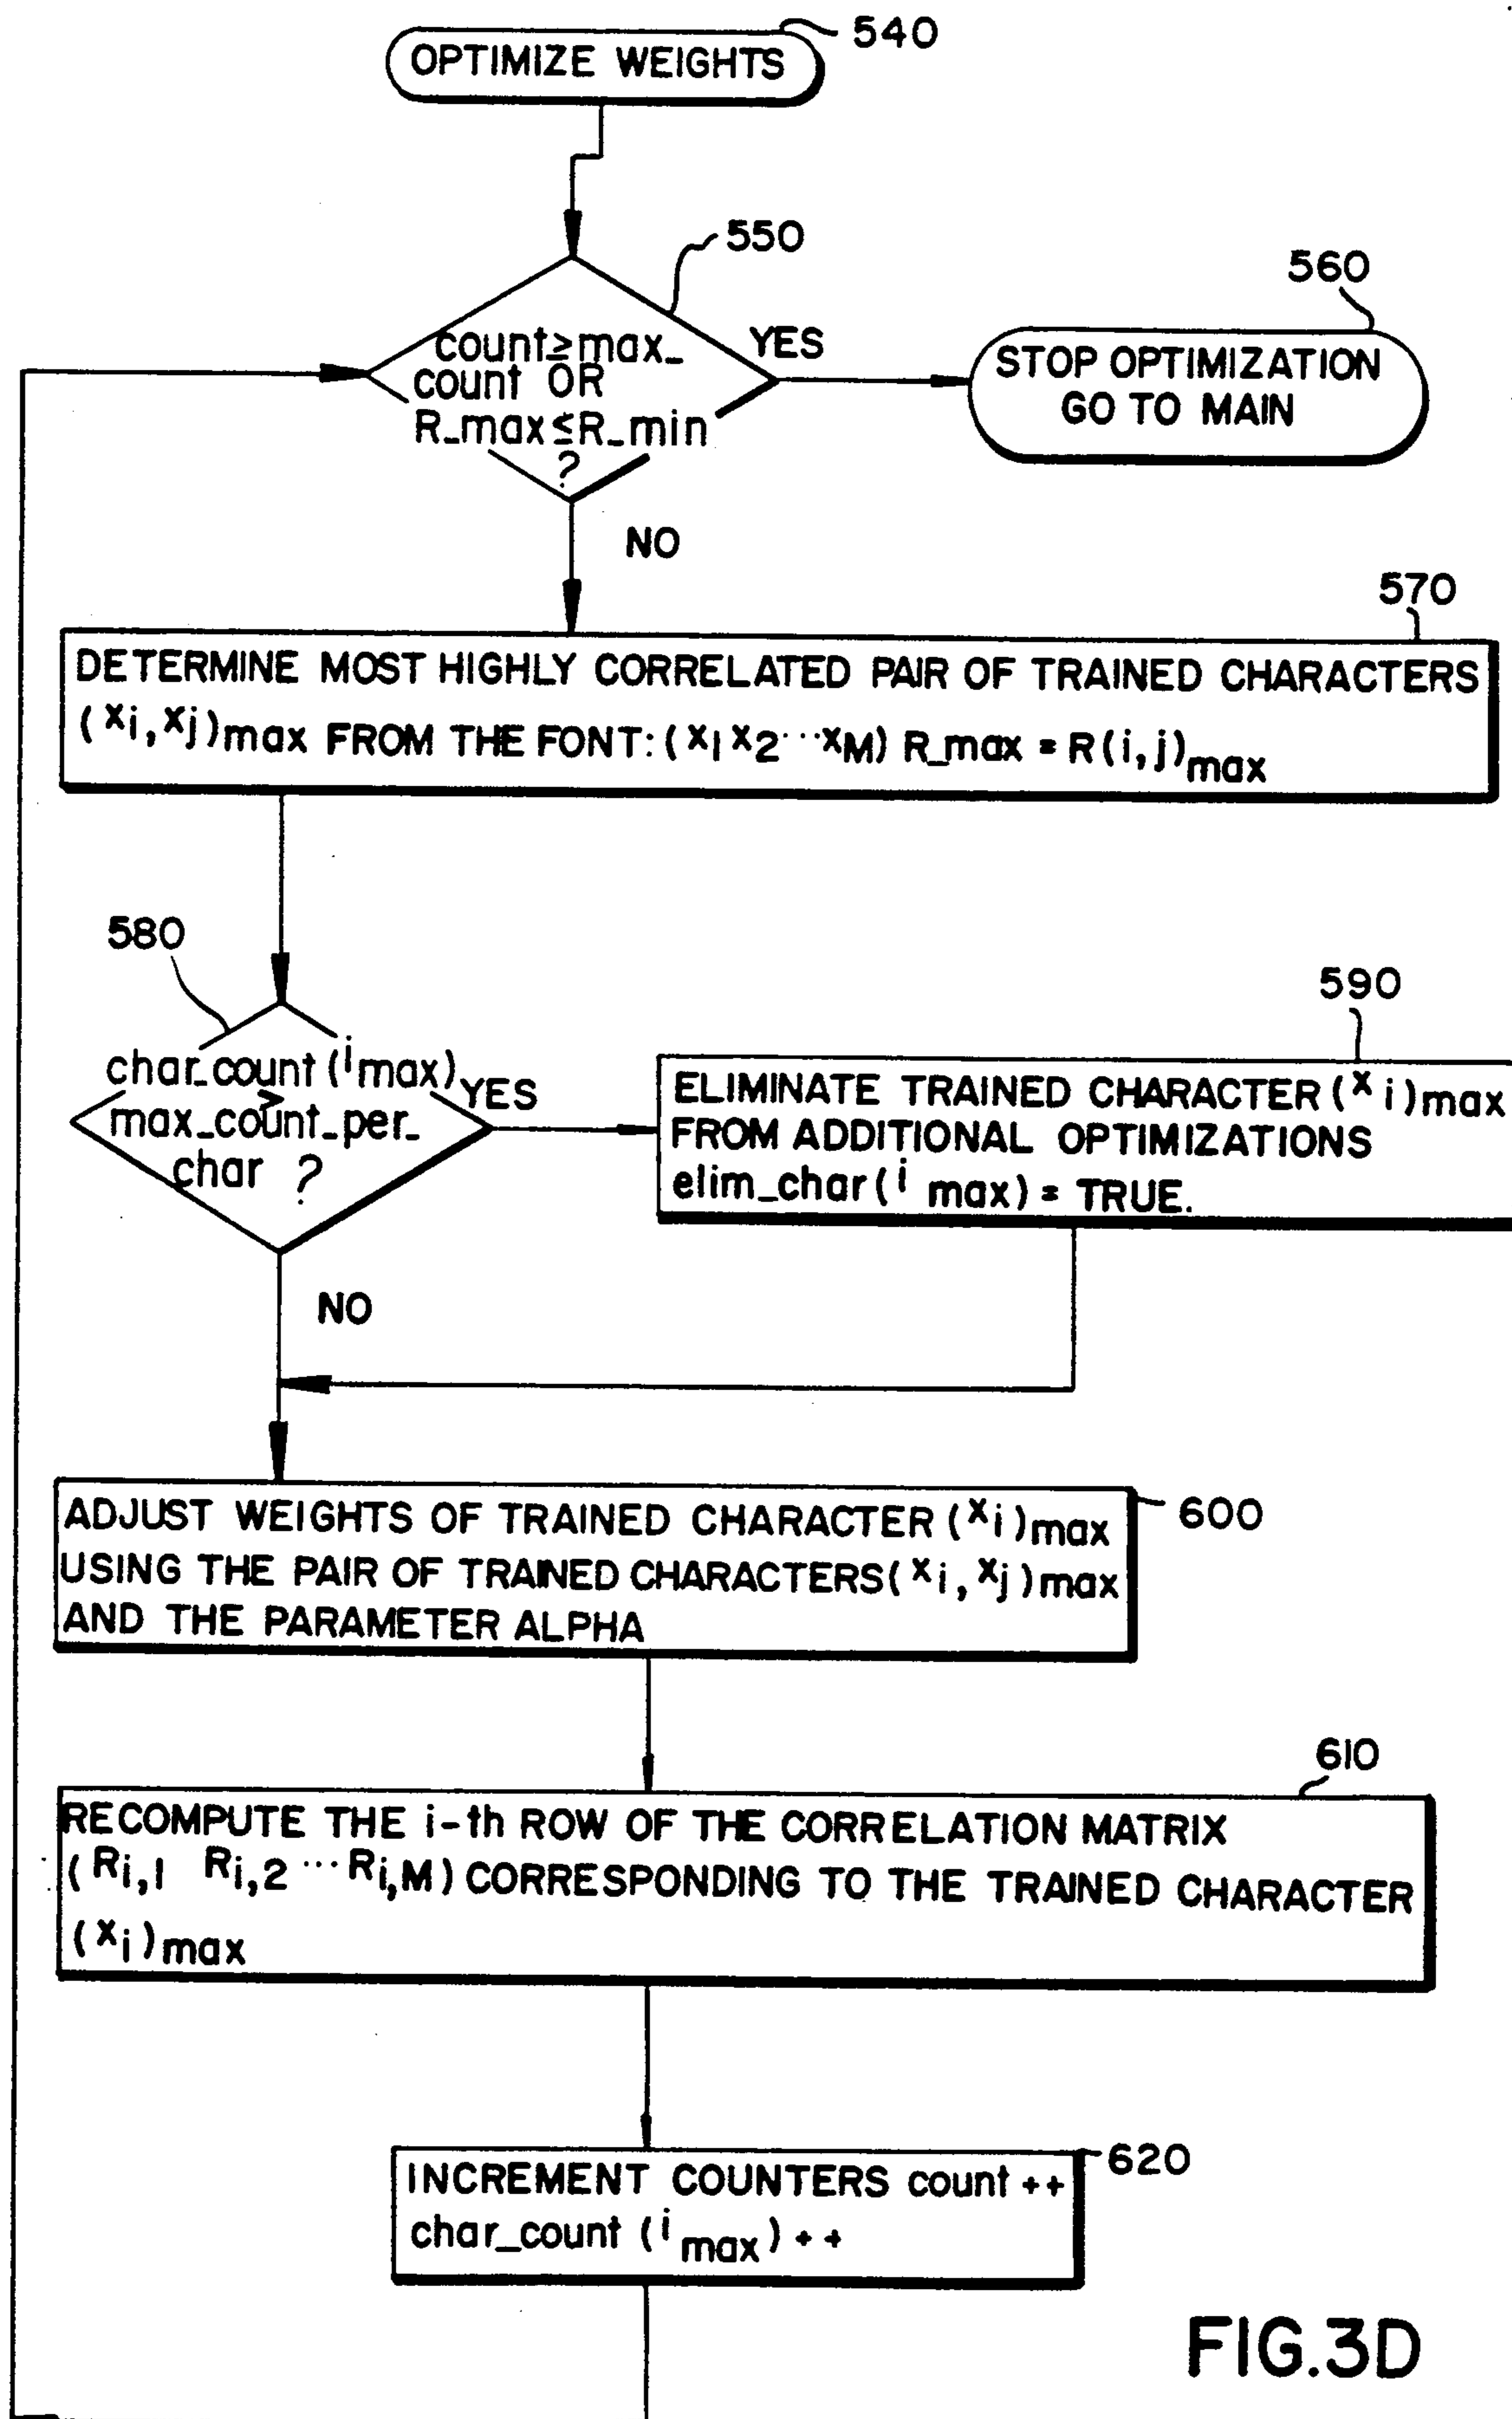 540
OPTIMIZE WEIGHTS
550
count≥max_
count OR
R_max≤R_min
?
YES
560
STOP OPTIMIZATION
GO TO MAIN
NO
570
DETERMINE MOST HIGHLY CORRELATED PAIR OF TRAINED CHARACTERS
(xi,xj)max FROM THE FONT: (x1 x2 ... xM) R_max = R(i,j)max
580
char_count (imax)
>
max_count_per_
char ?
YES
590
ELIMINATE TRAINED CHARACTER (xi)max
FROM ADDITIONAL OPTIMIZATIONS
elim_char(i max) = TRUE.
NO
ADJUST WEIGHTS OF TRAINED CHARACTER (xi)max
USING THE PAIR OF TRAINED CHARACTERS (xi, xj)max
AND THE PARAMETER ALPHA
600
610
RECOMPUTE THE i-th ROW OF THE CORRELATION MATRIX
(Ri,1 Ri,2 ... Ri,M) CORRESPONDING TO THE TRAINED CHARACTER
(xi)max
620
INCREMENT COUNTERS count ++
char_count (i max) ++
FIG.3D